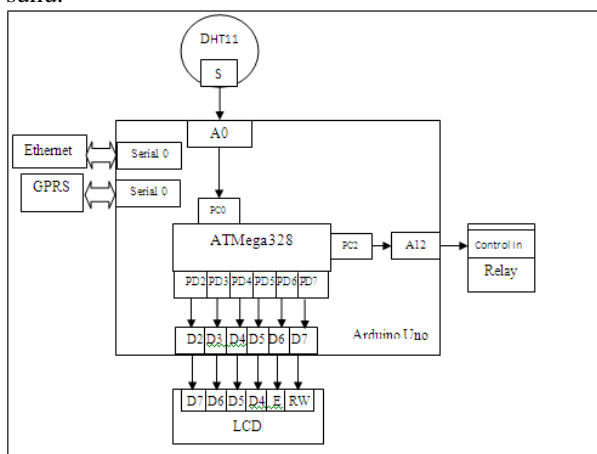 DHT11
S
A0
Ethernet
Serial 0
GPRS
Serial 0
PC0
ATMega328
PC2
A12
Control In
Relay
PD2 PD3 PD4 PD5 PD6 PD7
Arduino Uno
D2 D3 D4 D5 D6 D7
D7 D6 D5 D4 E RW
LCD